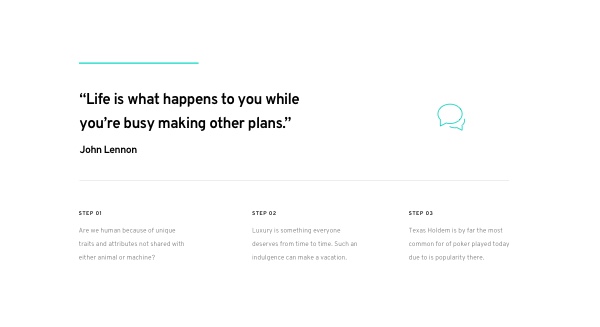 “Life is what happens to you while
you’re busy making other plans.”
John Lennon
STEP 01
Are we human because of unique
traits and attributes not shared with
either animal or machine?
STEP 02
Luxury is something everyone
deserves from time to time. Such an
indulgence can make a vacation.
STEP 03
Texas Holdem is by far the most
common for of poker played today
due to is popularity there.